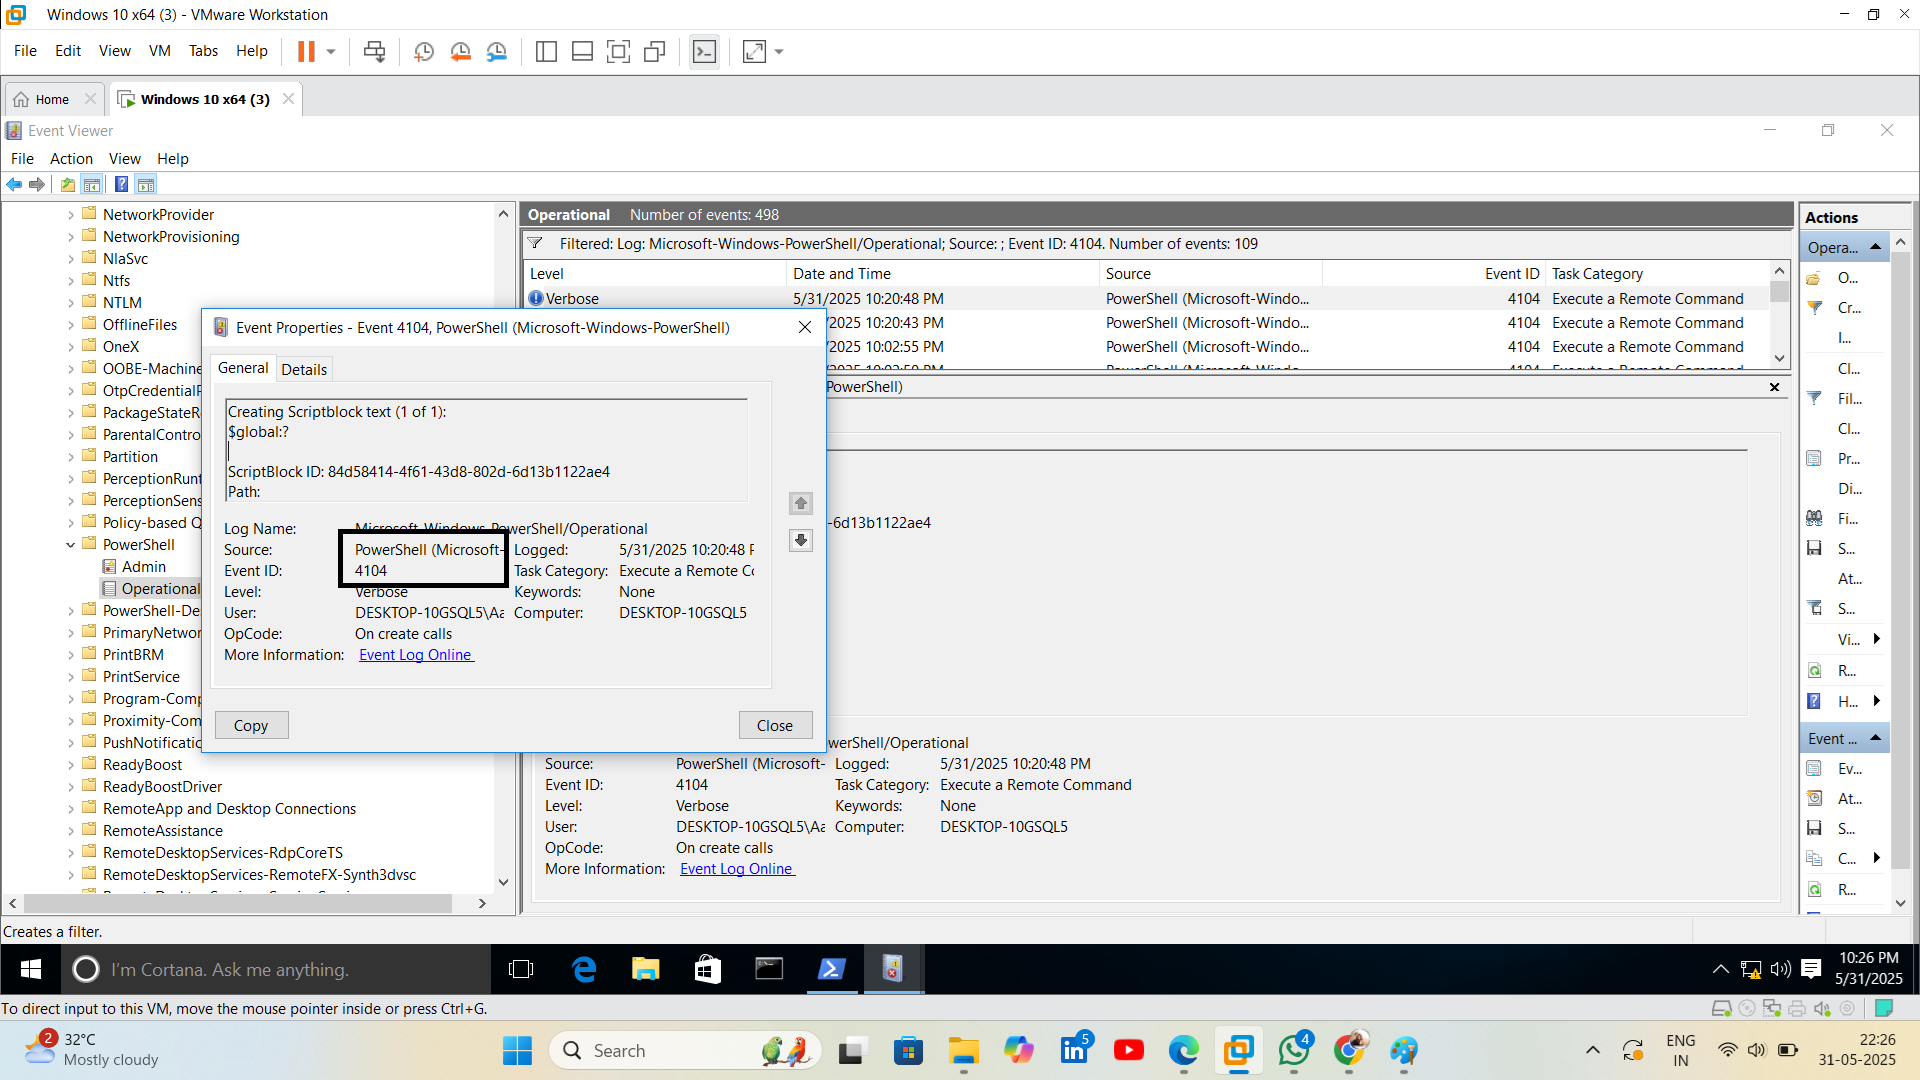 Windows 10 x64 (3) - VMware Workstation
File Edit View VM Tabs Help
Home
Windows 10 x64 (3)
Event Viewer
File Action View Help
NetworkProvider
NetworkProvisioning
NlaSvc
Ntfs
NTLM
OfflineFiles
OneX
OOBE-Machine
OtpCredentialP
PackageStateR
ParentalContro
Partition
PerceptionRunt
PerceptionSens
Policy-based Q
PowerShell
Admin
Operational
PowerShell-De
PrimaryNetwor
PrintBRM
PrintService
Program-Comp
Proximity-Com
PushNotificatio
ReadyBoost
ReadyBoostDriver
RemoteApp and Desktop Connections
RemoteAssistance
RemoteDesktopServices-RdpCoreTS
RemoteDesktopServices-RemoteFX-Synth3dvsc
Operational Number of events: 498
Filtered: Log: Microsoft-Windows-PowerShell/Operational; Source: ; Event ID: 4104. Number of events: 109
Level Date and Time Source Event ID Task Category
Verbose 5/31/2025 10:20:48 PM PowerShell (Microsoft-Windo... 4104 Execute a Remote Command
/2025 10:20:43 PM PowerShell (Microsoft-Windo... 4104 Execute a Remote Command
/2025 10:02:55 PM PowerShell (Microsoft-Windo... 4104 Execute a Remote Command
PowerShell)
-6d13b1122ae4
werShell/Operational
Source: PowerShell (Microsoft- Logged: 5/31/2025 10:20:48 PM
Event ID: 4104 Task Category: Execute a Remote Command
Level: Verbose Keywords: None
User: DESKTOP-10GSQL5\Aa Computer: DESKTOP-10GSQL5
OpCode: On create calls
More Information: Event Log Online
Event Properties - Event 4104, PowerShell (Microsoft-Windows-PowerShell)
General Details
Creating Scriptblock text (1 of 1):
$global:?
ScriptBlock ID: 84d58414-4f61-43d8-802d-6d13b1122ae4
Path:
Log Name: Microsoft-Windows-PowerShell/Operational
Source: PowerShell (Microsoft- Logged: 5/31/2025 10:20:48 P
Event ID: 4104 Task Category: Execute a Remote Co
Level: Verbose Keywords: None
User: DESKTOP-10GSQL5\Aa Computer: DESKTOP-10GSQL5
OpCode: On create calls
More Information: Event Log Online
Copy Close
Actions
Opera...
O...
Cr...
I...
Cl...
Fil...
Cl...
Pr...
Di...
Fi...
S...
At...
S...
Vi...
R...
H...
Event ...
Ev...
At...
S...
C...
R...
Creates a filter.
I'm Cortana. Ask me anything.
10:26 PM
5/31/2025
To direct input to this VM, move the mouse pointer inside or press Ctrl+G.
2
32°C
Mostly cloudy
Search
5
4
ENG
IN
22:26
31-05-2025